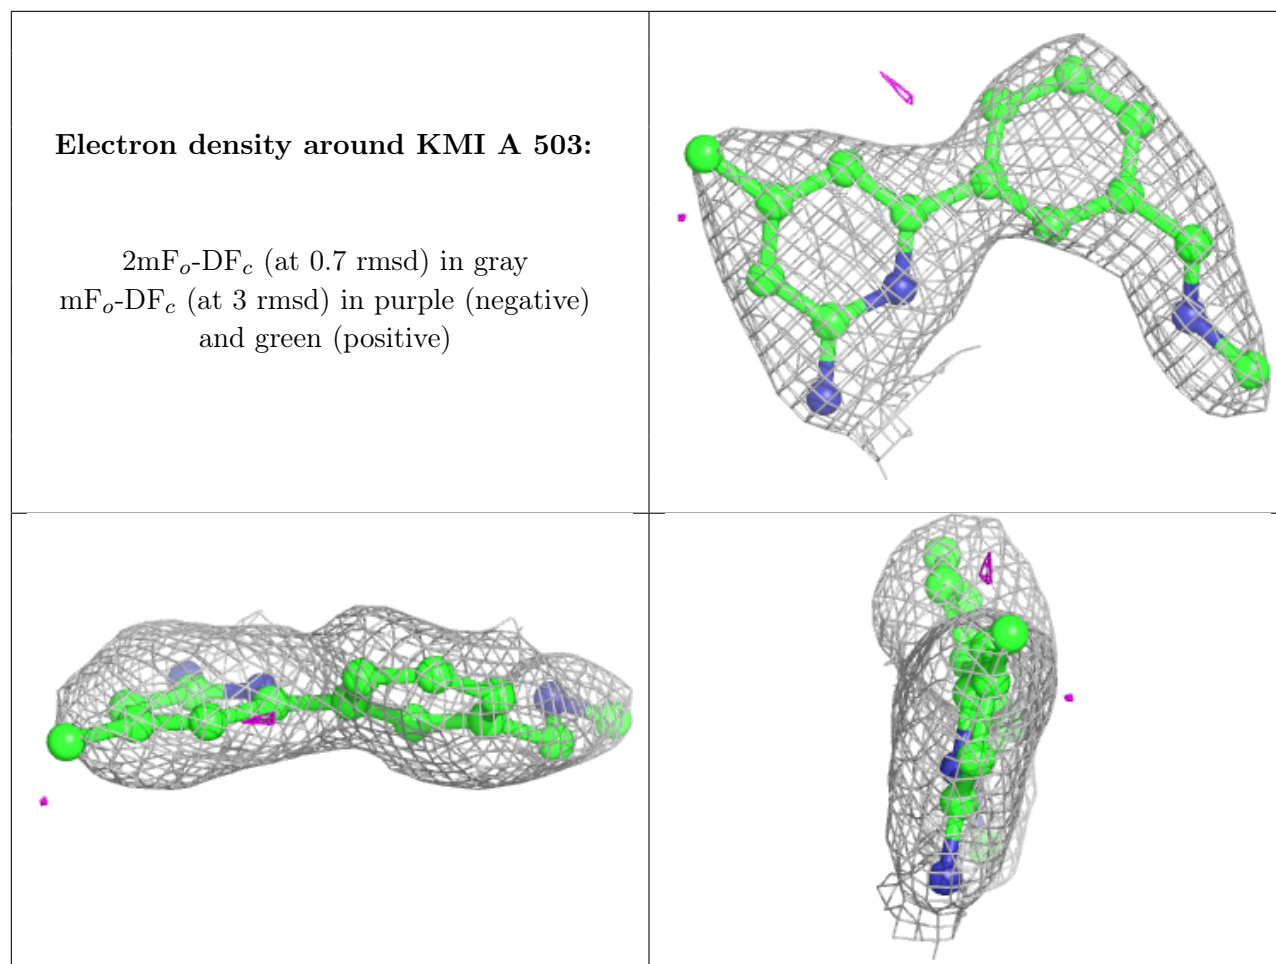 Electron density around KMI A 503:
2mFo-DFc (at 0.7 rmsd) in gray
mFo-DFc (at 3 rmsd) in purple (negative)
and green (positive)